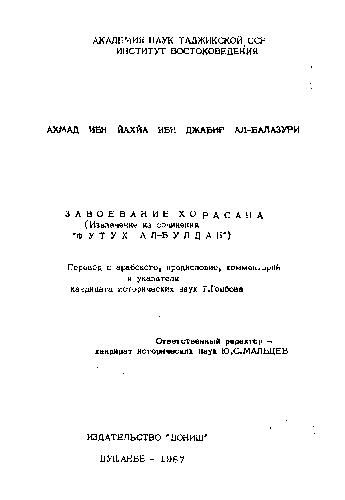 АКАДЕМИЯ НАУК ТАДЖИКСКОЙ ССР
ИНСТИТУТ ВОСТОКОВЕДЕНИЯ
АХМАД ИБН ЙАХЙА ИБН ДЖАБИР АЛ-БАЛАЗУРИ
ЗАВОЕВАНИЕ ХОРАСАНА
(Извлечение из сочинения
"ФУТУХ АЛ-БУЛДАН")
Перевод с арабского, предисловие, комментарий
и указатели
кандидата исторических наук Г.Гоибова
Ответственный редактор –
кандидат исторических наук Ю.С.МАЛЬЦЕВ
ИЗДАТЕЛЬСТВО "ДОНИШ"
ДУШАНБЕ – 1987